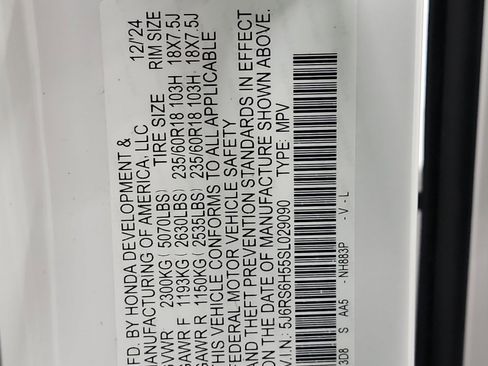 MFD. BY HONDA DEVELOPMENT & 12/'24
MANUFACTURING OF AMERICA, LLC
GVWR 2300KG ( 5070LBS) TIRE SIZE RIM SIZE
GAWR F 1193KG ( 2630LBS) 235/60R18 103H 18X7.5J
GAWR R 1150KG ( 2535LBS) 235/60R18 103H 18X7.5J
THIS VEHICLE CONFORMS TO ALL APPLICABLE
FEDERAL MOTOR VEHICLE SAFETY
AND THEFT PREVENTION STANDARDS IN EFFECT
ON THE DATE OF MANUFACTURE SHOWN ABOVE.
V.I.N.: 5J6RS6H55SL029090 TYPE: MPV
3D8 S AA5 -NH883P -V-L